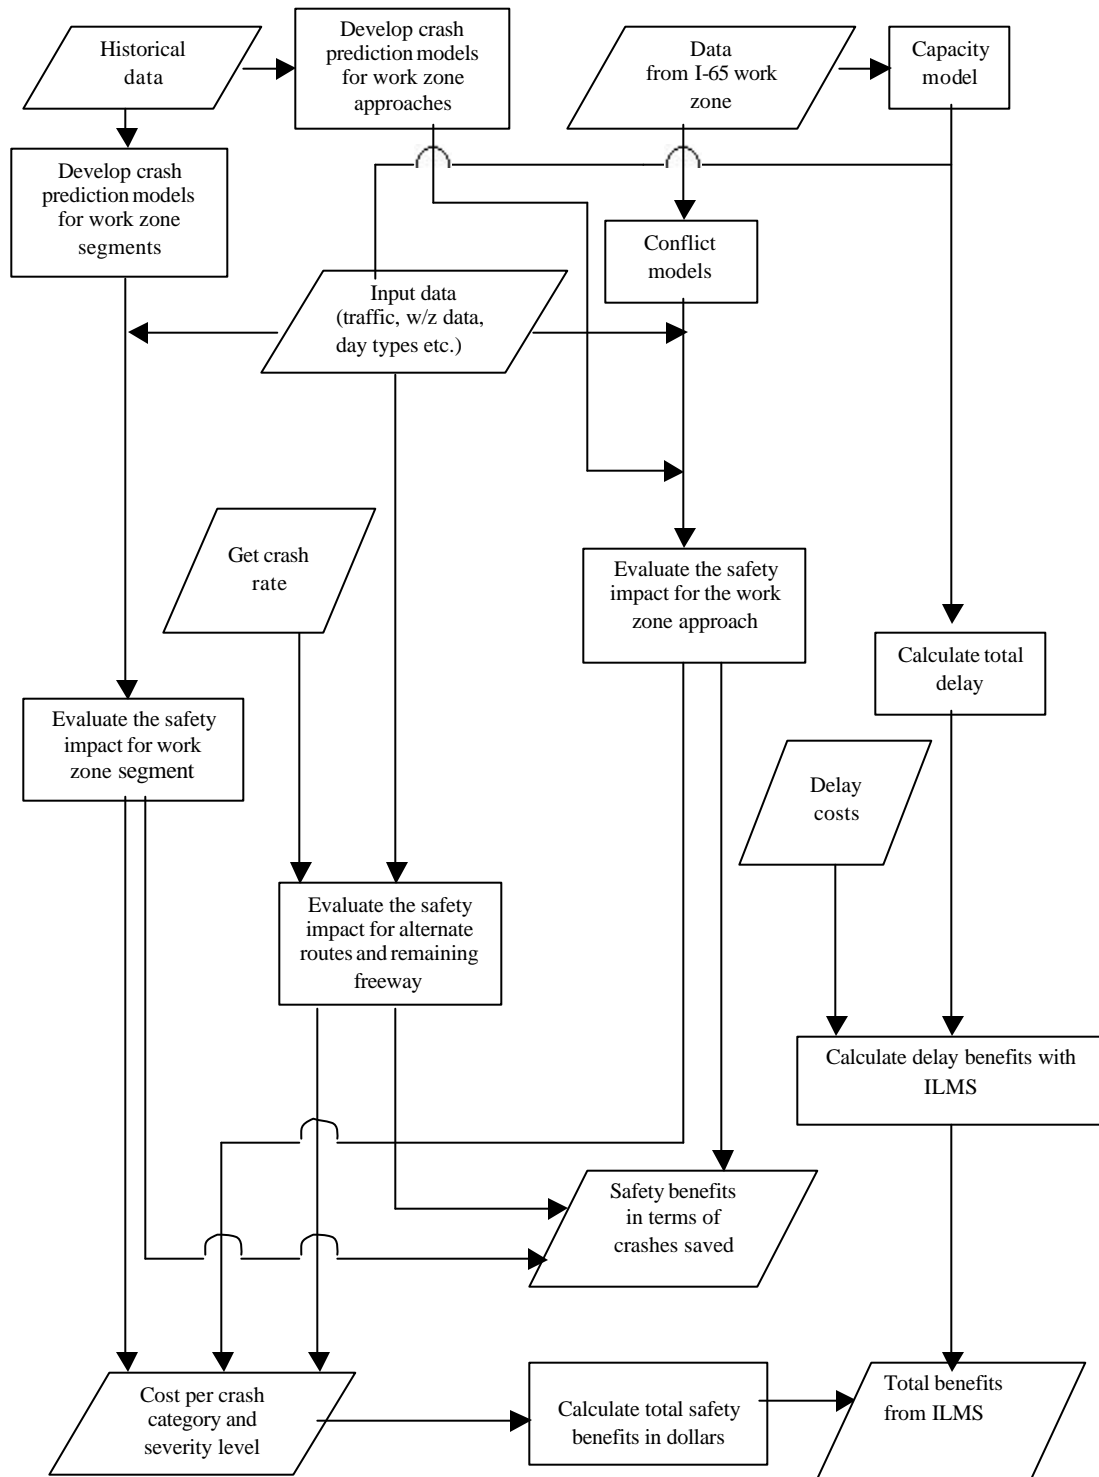 Historical
data
Develop crash
prediction models
for work zone
approaches
Data
from I-65 work
zone
Capacity
model
Develop crash
prediction models
for work zone
segments
Conflict
models
Input data
(traffic, w/z data,
day types etc.)
Get crash
rate
Evaluate the safety
impact for the work
zone approach
Calculate total
delay
Evaluate the safety
impact for work
zone segment
Delay
costs
Evaluate the safety
impact for alternate
routes and remaining
freeway
Calculate delay benefits with
ILMS
Safety benefits
in terms of
crashes saved
Cost per crash
category and
severity level
Calculate total safety
benefits in dollars
Total benefits
from ILMS